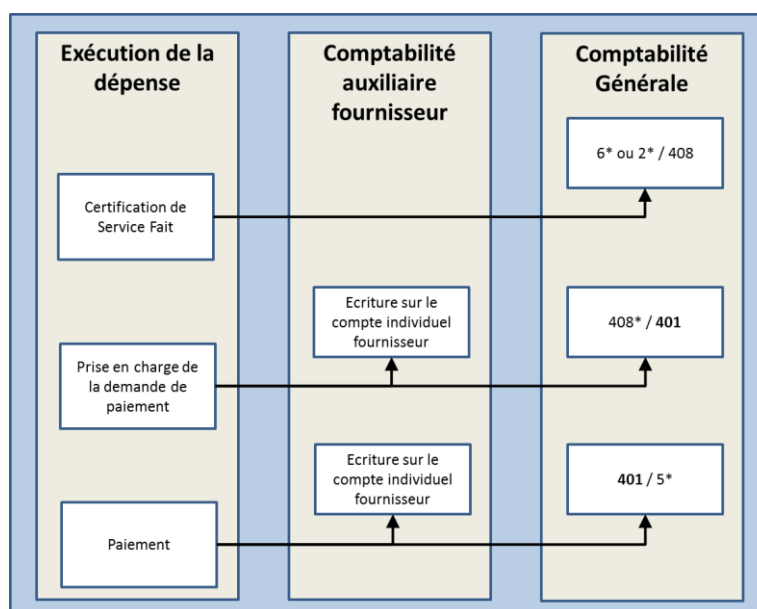 Exécution de la
dépense
Comptabilité
auxiliaire
fournisseur
Comptabilité
Générale
6* ou 2* / 408
Certification de
Service Fait
Ecriture sur le
compte individuel
fournisseur
408* / 401
Prise en charge de
la demande de
paiement
Ecriture sur le
compte individuel
fournisseur
401 / 5*
Paiement